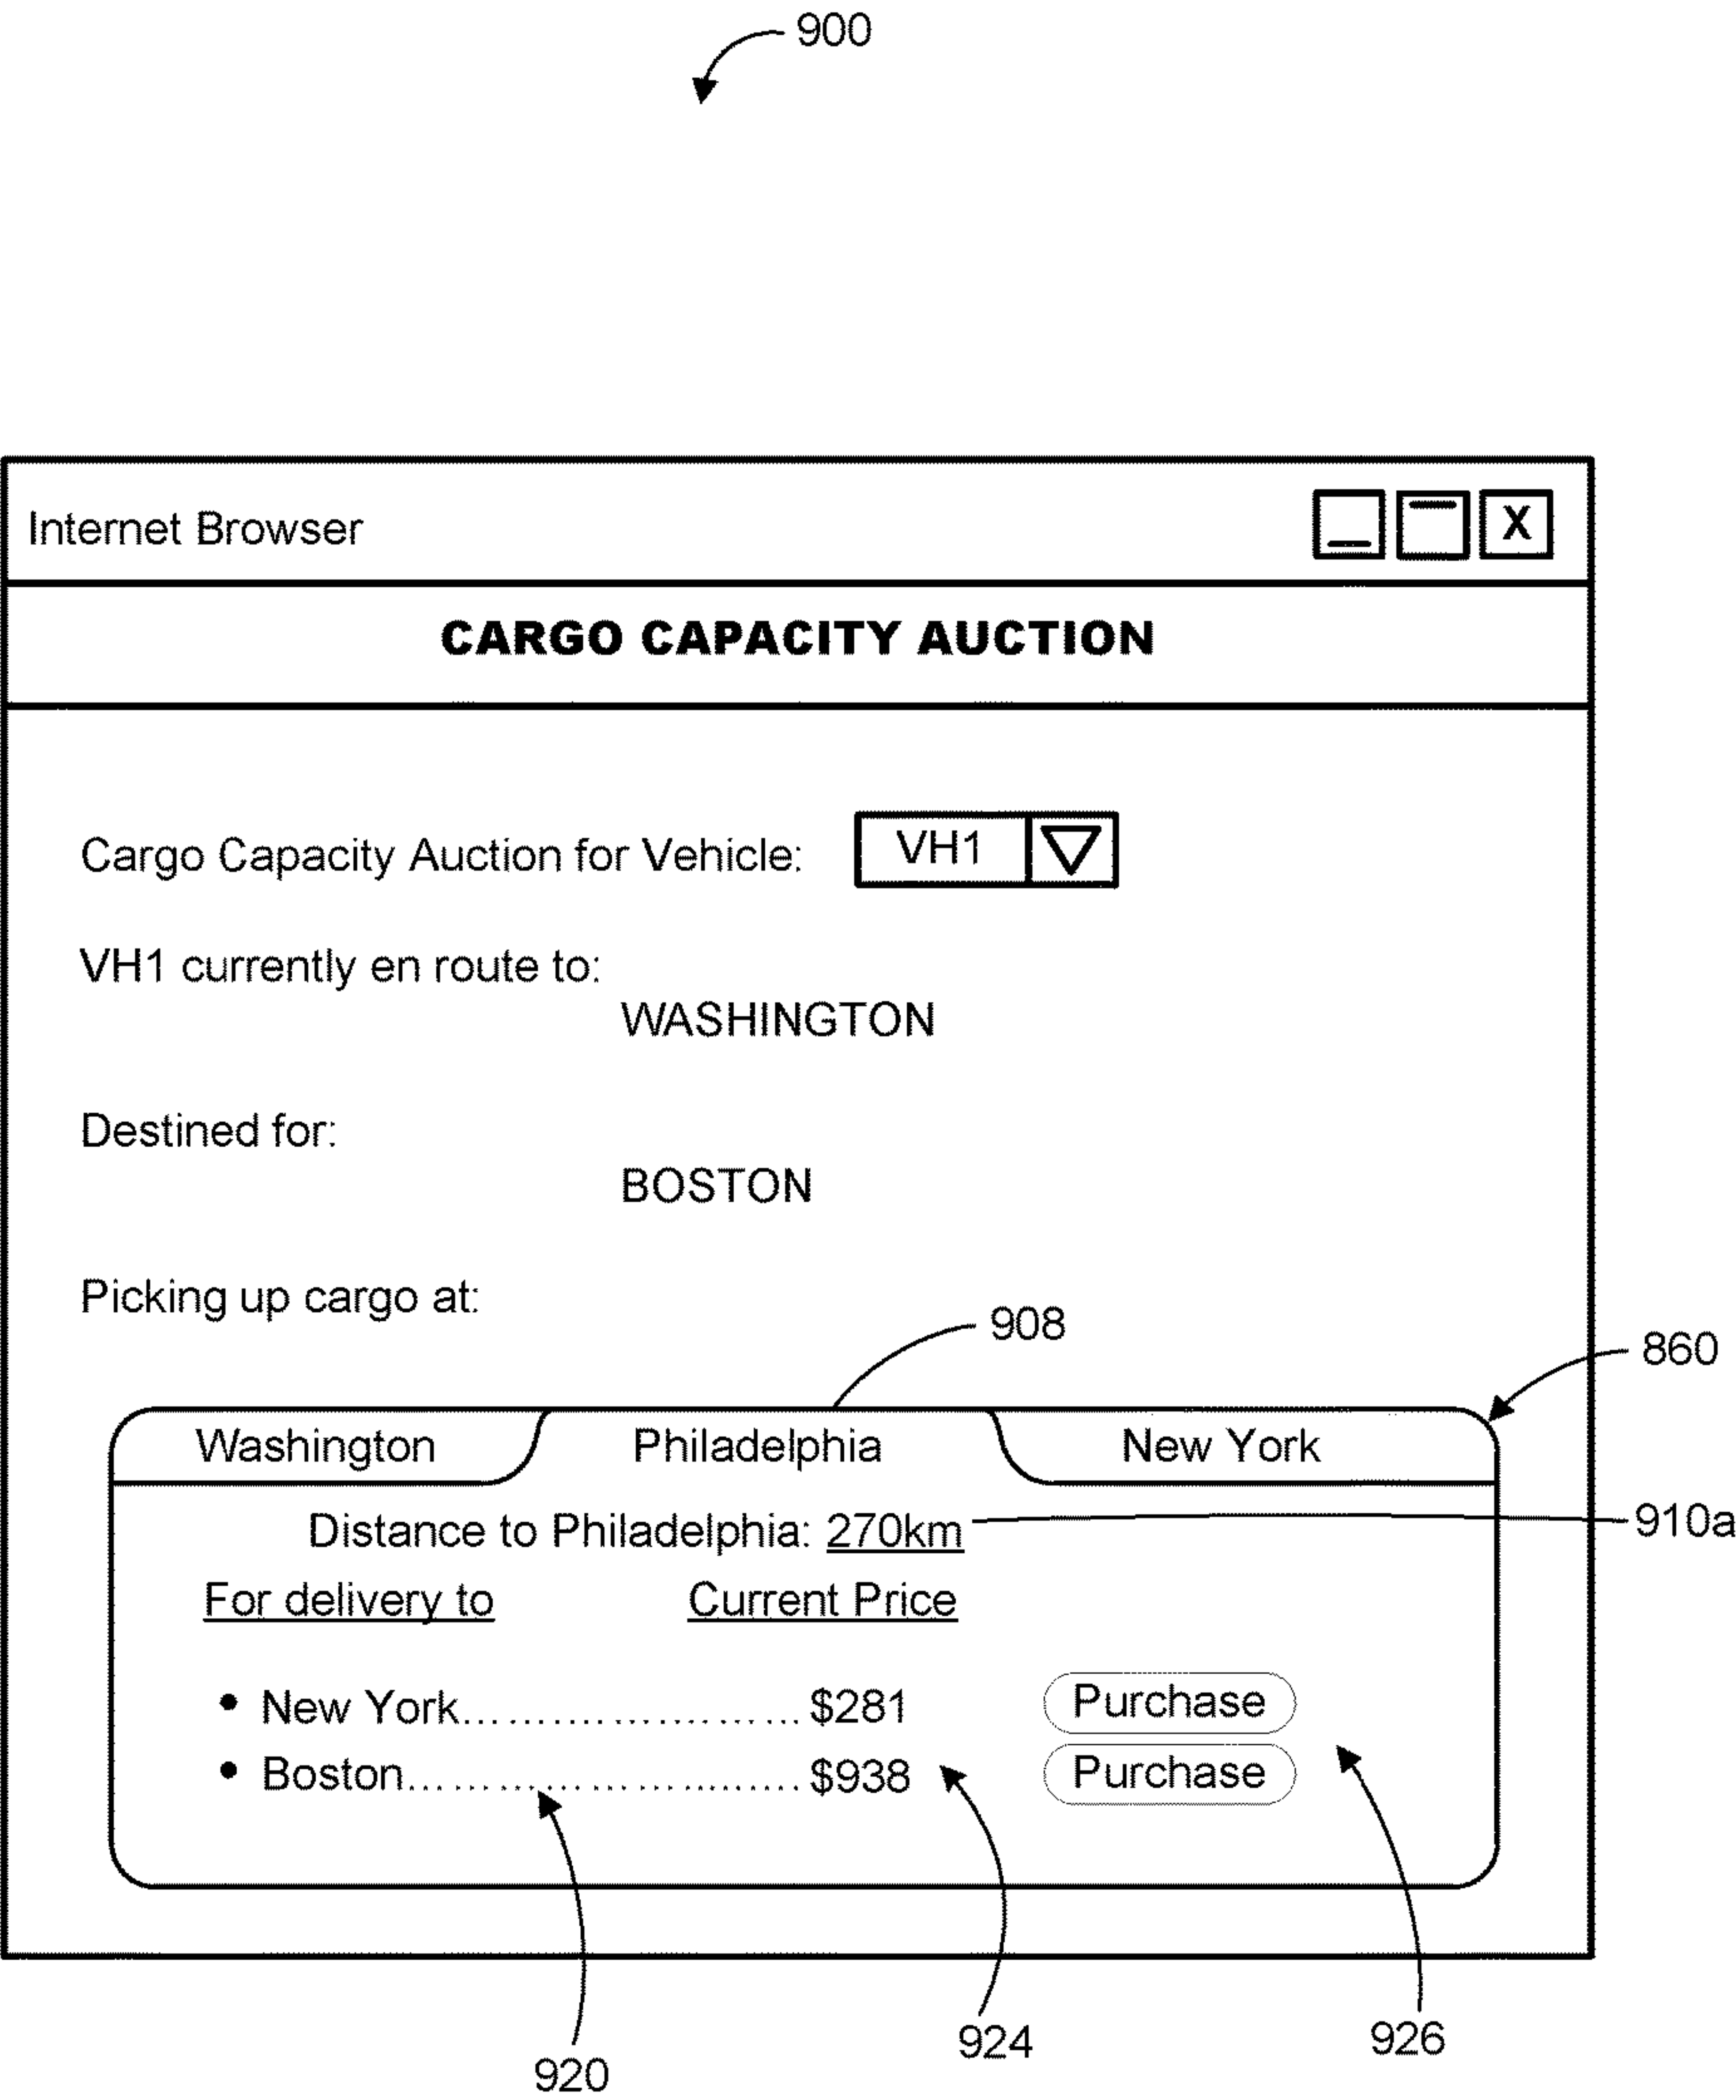 900
Internet Browser
X
CARGO CAPACITY AUCTION
Cargo Capacity Auction for Vehicle: VH1
VH1 currently en route to:
WASHINGTON
Destined for:
BOSTON
Picking up cargo at:
908
860
Washington Philadelphia New York
Distance to Philadelphia: 270km
910a
For delivery to Current Price
• New York.................... $281 Purchase
• Boston....................... $938 Purchase
920
924
926